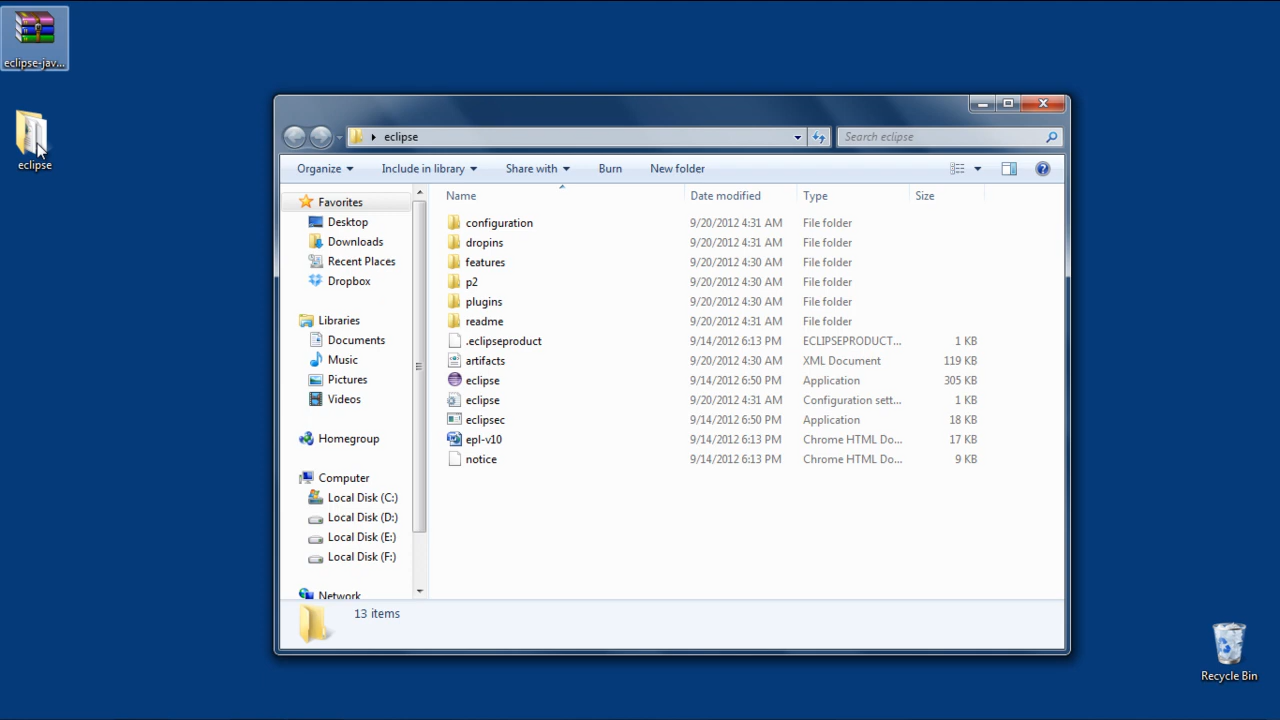 eclipse-jav...
eclipse
eclipse
Search eclipse
Organize
Include in library
Share with
Burn
New folder
Favorites
Desktop
Downloads
Recent Places
Dropbox
Libraries
Documents
Music
Pictures
Videos
Homegroup
Computer
Local Disk (C:)
Local Disk (D:)
Local Disk (E:)
Local Disk (F:)
Network
Name Date modified Type Size
configuration 9/20/2012 4:31 AM File folder
dropins 9/20/2012 4:31 AM File folder
features 9/20/2012 4:30 AM File folder
p2 9/20/2012 4:30 AM File folder
plugins 9/20/2012 4:30 AM File folder
readme 9/20/2012 4:31 AM File folder
.eclipseproduct 9/14/2012 6:13 PM ECLIPSEPRODUCT... 1 KB
artifacts 9/20/2012 4:30 AM XML Document 119 KB
eclipse 9/14/2012 6:50 PM Application 305 KB
eclipse 9/20/2012 4:31 AM Configuration sett... 1 KB
eclipsec 9/14/2012 6:50 PM Application 18 KB
epl-v10 9/14/2012 6:13 PM Chrome HTML Do... 17 KB
notice 9/14/2012 6:13 PM Chrome HTML Do... 9 KB
13 items
Recycle Bin